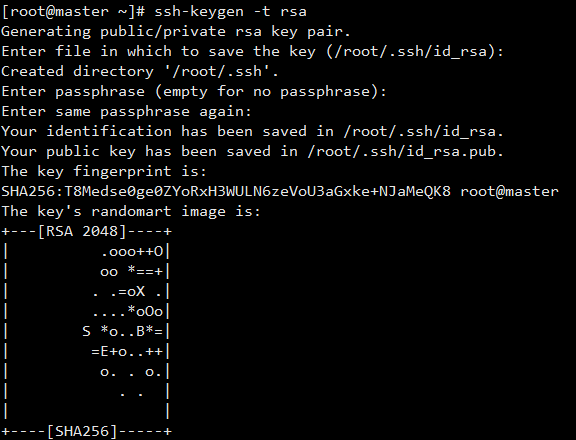 [root@master ~]# ssh-keygen -t rsa
Generating public/private rsa key pair.
Enter file in which to save the key (/root/.ssh/id_rsa):
Created directory '/root/.ssh'.
Enter passphrase (empty for no passphrase):
Enter same passphrase again:
Your identification has been saved in /root/.ssh/id_rsa.
Your public key has been saved in /root/.ssh/id_rsa.pub.
The key fingerprint is:
SHA256:T8Medse0ge0ZYoRxH3WULN6zeVoU3aGxke+NJaMeQK8 root@master
The key's randomart image is:
+---[RSA 2048]----+
|         .ooo++O|
|         oo *==+|
|        . .=oX .|
|        ....*oOo|
|       S *o..B*=|
|        =E+o..++|
|         o. . o.|
|           . .  |
|                |
+----[SHA256]-----+